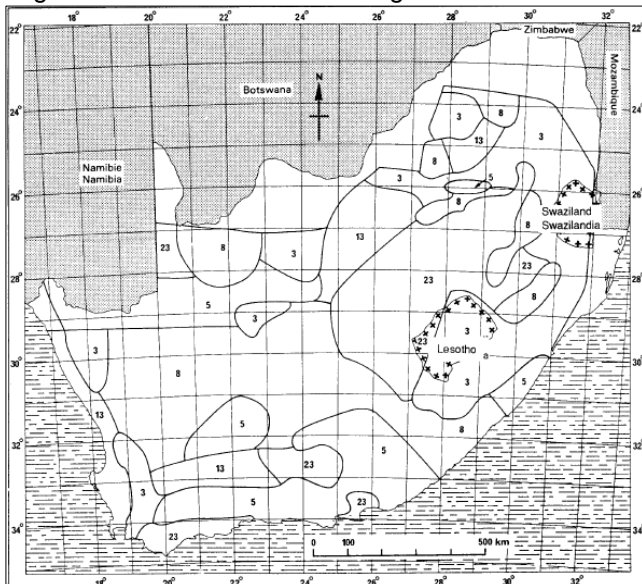 18° 20° 22° 24° 26° 28° 30° 32°
22° Zimbabwe 22°
Mozambique
Botswana N
24° 24°
3 8
13 3
Namibie
Namibia
8
3 5
26° 8 26°
Swaziland
Swazilandia
23 8 3 13 8
23 23
28° 28°
5 8
3 23 3
Lesotho a
30° 3 30°
8 3 5
13 5 8
32° 5 32°
13 23
3 5 23
34° 23 34°
0 100 500 km
18° 20° 22° 24° 26° 28° 30° 32°